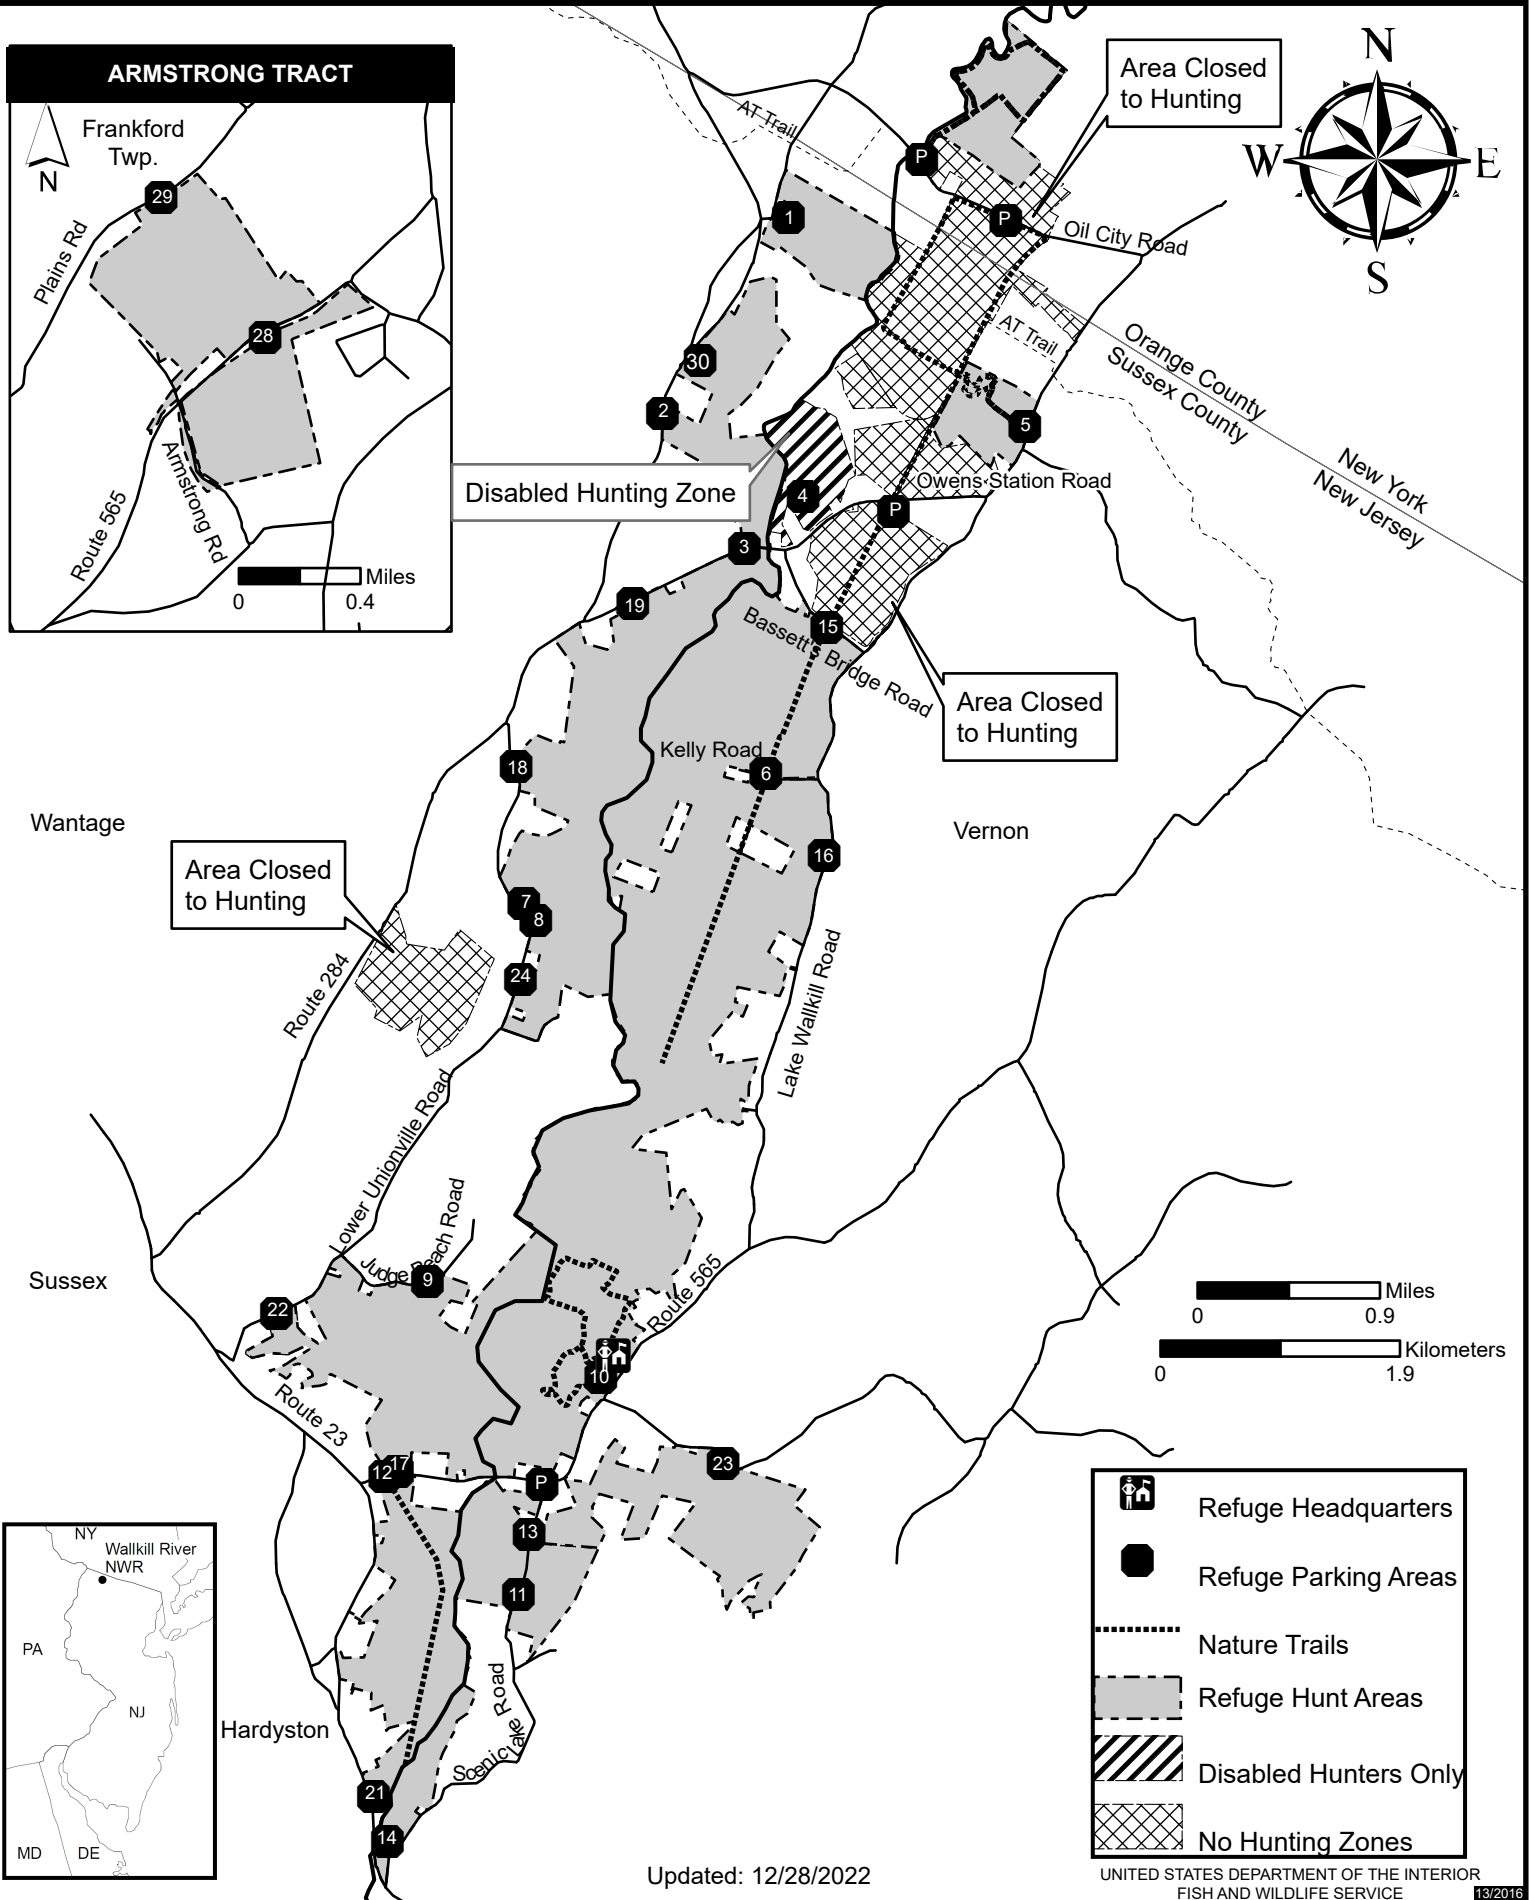 ARMSTRONG TRACT
Frankford
Twp.
N
29
Plains Rd
28
Armstrong Rd
Route 565
Miles
0
0.4
N
W
E
S
Area Closed
to Hunting
AT Trail
P
P
Oil City Road
1
30
2
AT Trail
5
Orange County
Sussex County
New York
New Jersey
Disabled Hunting Zone
4
Owens Station Road
P
3
19
15
Bassett's Bridge Road
Area Closed
to Hunting
Kelly Road
6
18
Wantage
Vernon
16
Area Closed
to Hunting
7
8
24
Route 284
Lake Wallkill Road
Lower Unionville Road
Judge Beach Road
9
Sussex
22
Route 565
10
Route 23
12
17
P
23
13
11
Scenic Lake Road
Hardyston
21
14
Miles
0
0.9
Kilometers
0
1.9
NY
Wallkill River
NWR
PA
NJ
MD
DE
Refuge Headquarters
Refuge Parking Areas
Nature Trails
Refuge Hunt Areas
Disabled Hunters Only
No Hunting Zones
Updated: 12/28/2022
UNITED STATES DEPARTMENT OF THE INTERIOR
FISH AND WILDLIFE SERVICE
13/2016